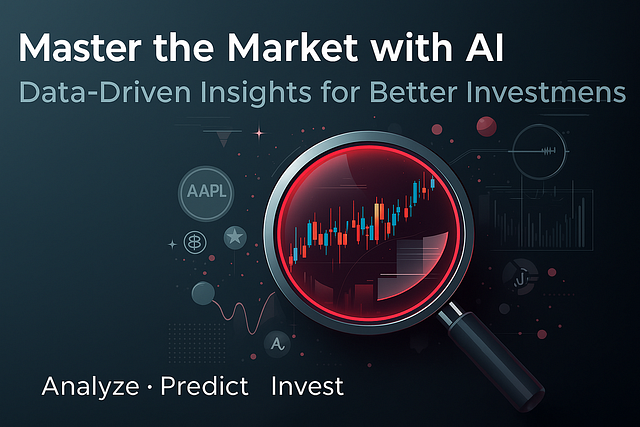 Master the Market with AI
Data-Driven Insights for Better Investmens
AAPL
Analyze · Predict Invest